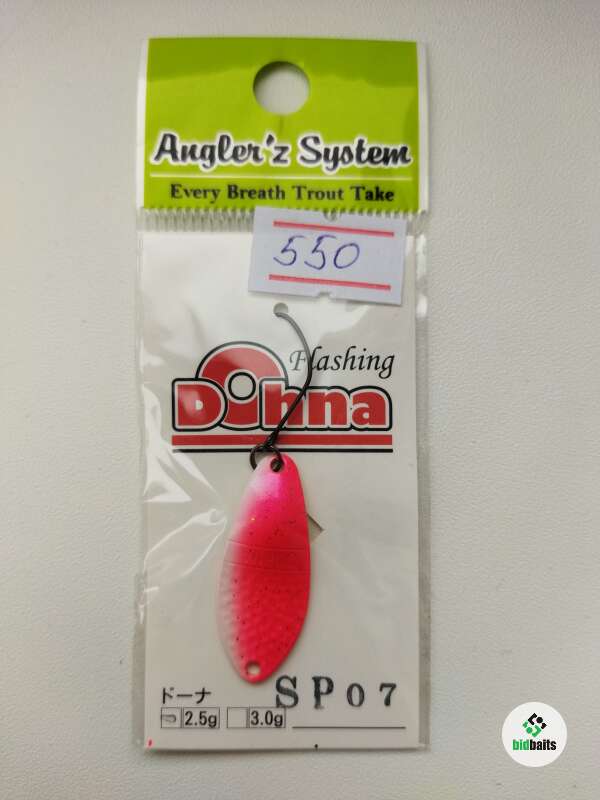 Angler'z System
Every Breath Trout Take
550
Flashing
Dohna
SP07
ドーナ
2.5g 3.0g
bidbaits